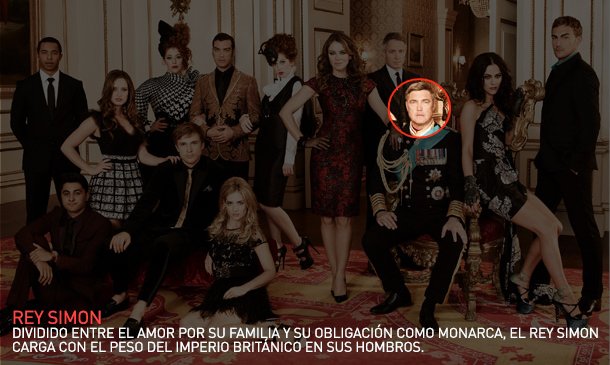 REY SIMON
DIVIDIDO ENTRE EL AMOR POR SU FAMILIA Y SU OBLIGACIÓN COMO MONARCA, EL REY SIMON
CARGA CON EL PESO DEL IMPERIO BRITÁNICO EN SUS HOMBROS.